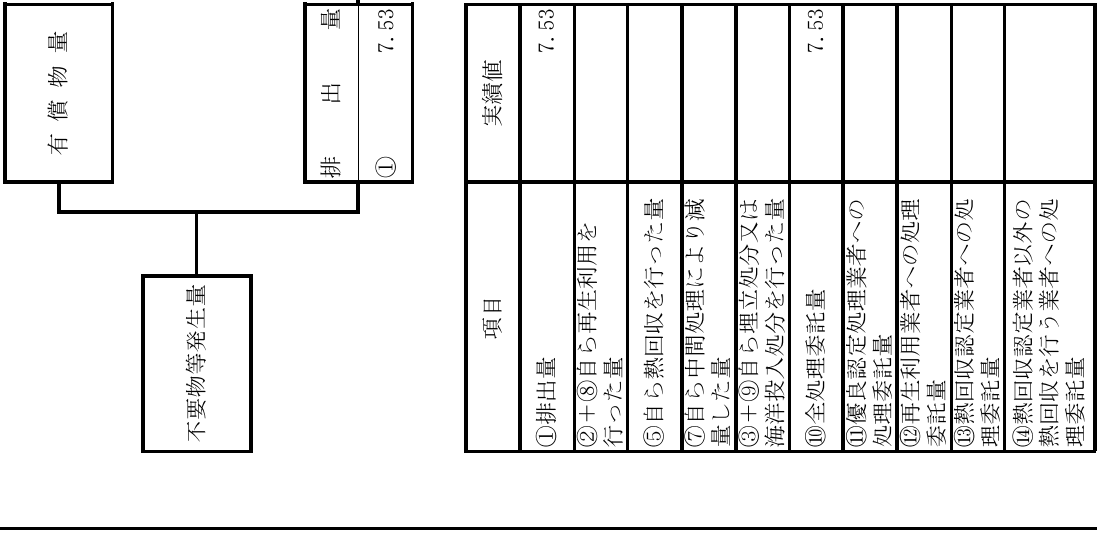 有償物量
不要物等発生量
排出量
① 7.53
項目 実績値
①排出量 7.53
②+⑧自ら再生利用を
行った量
⑤自ら熱回収を行った量
⑦自ら中間処理により減
量した量
③+⑨自ら埋立処分又は
海洋投入処分を行った量
⑩全処理委託量 7.53
⑪優良認定処理業者への
処理委託量
⑫再生利用業者への処理
委託量
⑬熱回収認定業者への処
理委託量
⑭熱回収認定業者以外の
熱回収を行う業者への処
理委託量